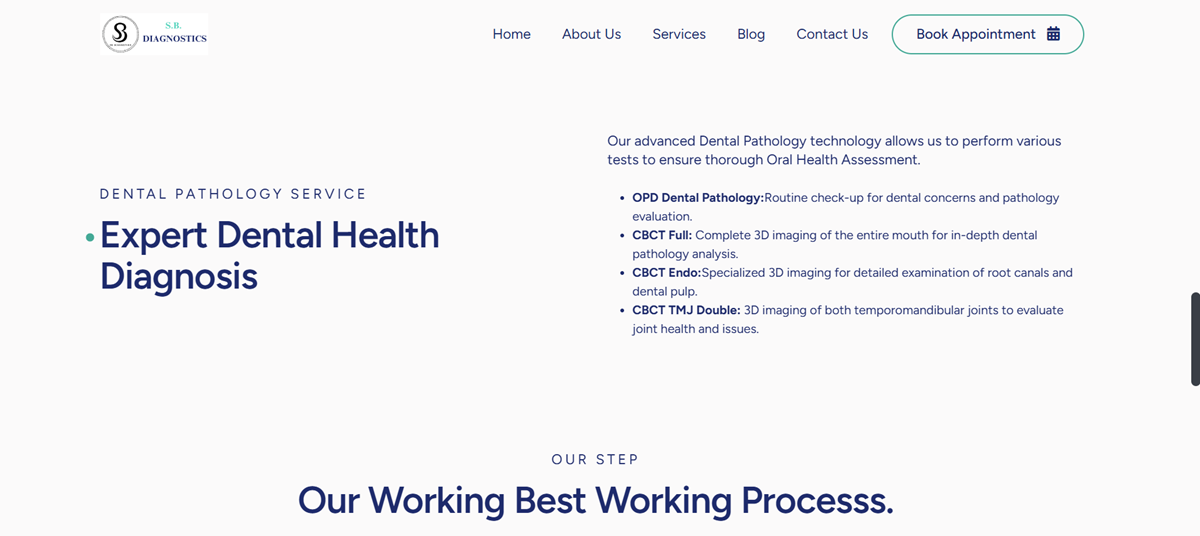 S.B.
DIAGNOSTICS
Home About Us Services Blog Contact Us Book Appointment
DENTAL PATHOLOGY SERVICE
Expert Dental Health
Diagnosis
Our advanced Dental Pathology technology allows us to perform various
tests to ensure thorough Oral Health Assessment.
• OPD Dental Pathology:Routine check-up for dental concerns and pathology
evaluation.
• CBCT Full: Complete 3D imaging of the entire mouth for in-depth dental
pathology analysis.
• CBCT Endo:Specialized 3D imaging for detailed examination of root canals and
dental pulp.
• CBCT TMJ Double: 3D imaging of both temporomandibular joints to evaluate
joint health and issues.
OUR STEP
Our Working Best Working Processs.